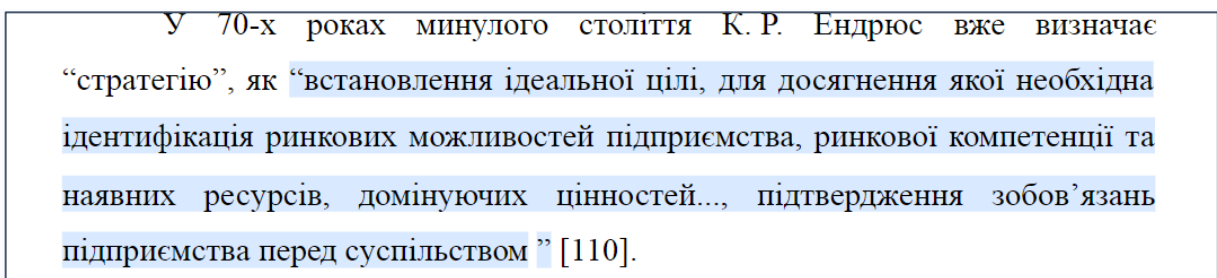 У 70-х роках минулого століття К. Р. Ендрюс вже визначає
“стратегію”, як “встановлення ідеальної цілі, для досягнення якої необхідна
ідентифікація ринкових можливостей підприємства, ринкової компетенції та
наявних ресурсів, домінуючих цінностей..., підтвердження зобов’язань
підприємства перед суспільством ” [110].